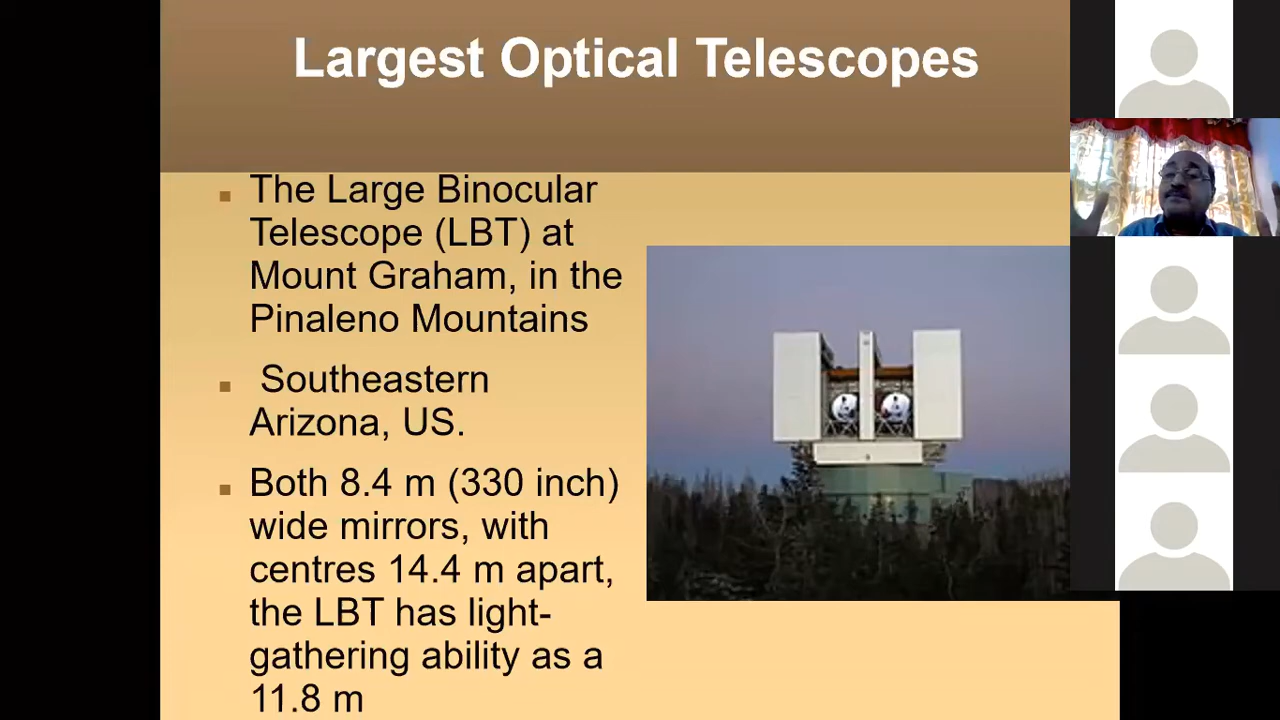 Largest Optical Telescopes
The Large Binocular
Telescope (LBT) at
Mount Graham, in the
Pinaleno Mountains
Southeastern
Arizona, US.
Both 8.4 m (330 inch)
wide mirrors, with
centres 14.4 m apart,
the LBT has light-
gathering ability as a
11.8 m